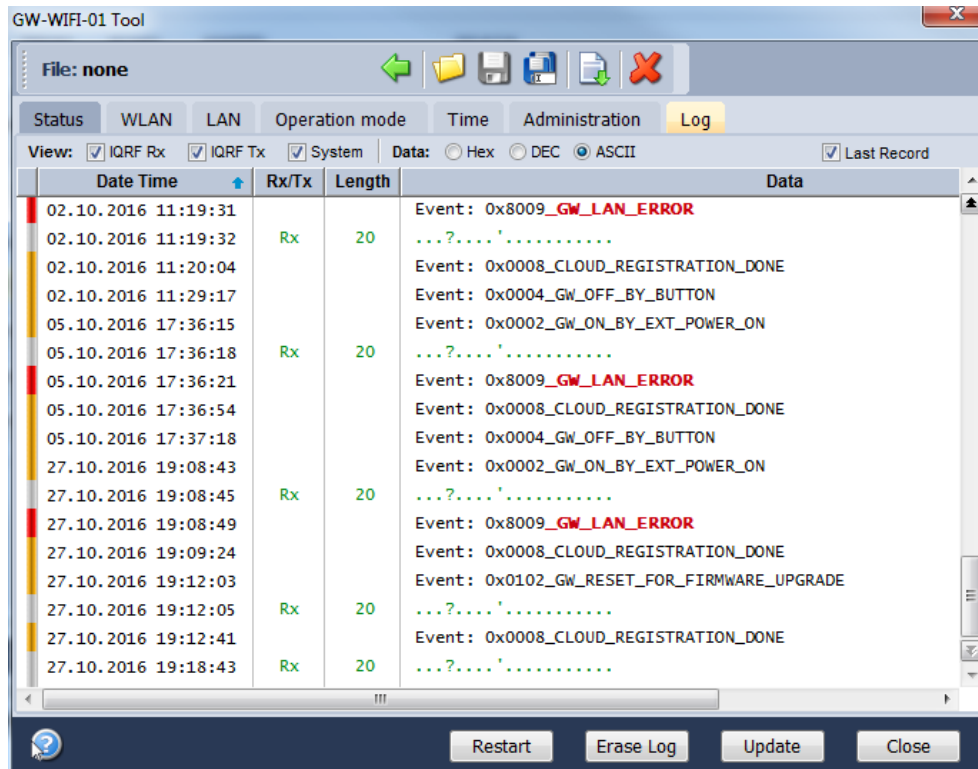 GW-WIFI-01 Tool
File: none
Status WLAN LAN Operation mode Time Administration Log
View: IQRF Rx IQRF Tx System Data: Hex DEC ASCII Last Record
Date Time Rx/Tx Length Data
02.10.2016 11:19:31 Event: 0x8009_GW_LAN_ERROR
02.10.2016 11:19:32 Rx 20 ...?....'...........
02.10.2016 11:20:04 Event: 0x0008_CLOUD_REGISTRATION_DONE
02.10.2016 11:29:17 Event: 0x0004_GW_OFF_BY_BUTTON
05.10.2016 17:36:15 Event: 0x0002_GW_ON_BY_EXT_POWER_ON
05.10.2016 17:36:18 Rx 20 ...?....'...........
05.10.2016 17:36:21 Event: 0x8009_GW_LAN_ERROR
05.10.2016 17:36:54 Event: 0x0008_CLOUD_REGISTRATION_DONE
05.10.2016 17:37:18 Event: 0x0004_GW_OFF_BY_BUTTON
27.10.2016 19:08:43 Event: 0x0002_GW_ON_BY_EXT_POWER_ON
27.10.2016 19:08:45 Rx 20 ...?....'...........
27.10.2016 19:08:49 Event: 0x8009_GW_LAN_ERROR
27.10.2016 19:09:24 Event: 0x0008_CLOUD_REGISTRATION_DONE
27.10.2016 19:12:03 Event: 0x0102_GW_RESET_FOR_FIRMWARE_UPGRADE
27.10.2016 19:12:05 Rx 20 ...?....'...........
27.10.2016 19:12:41 Event: 0x0008_CLOUD_REGISTRATION_DONE
27.10.2016 19:18:43 Rx 20 ...?....'...........
Restart Erase Log Update Close